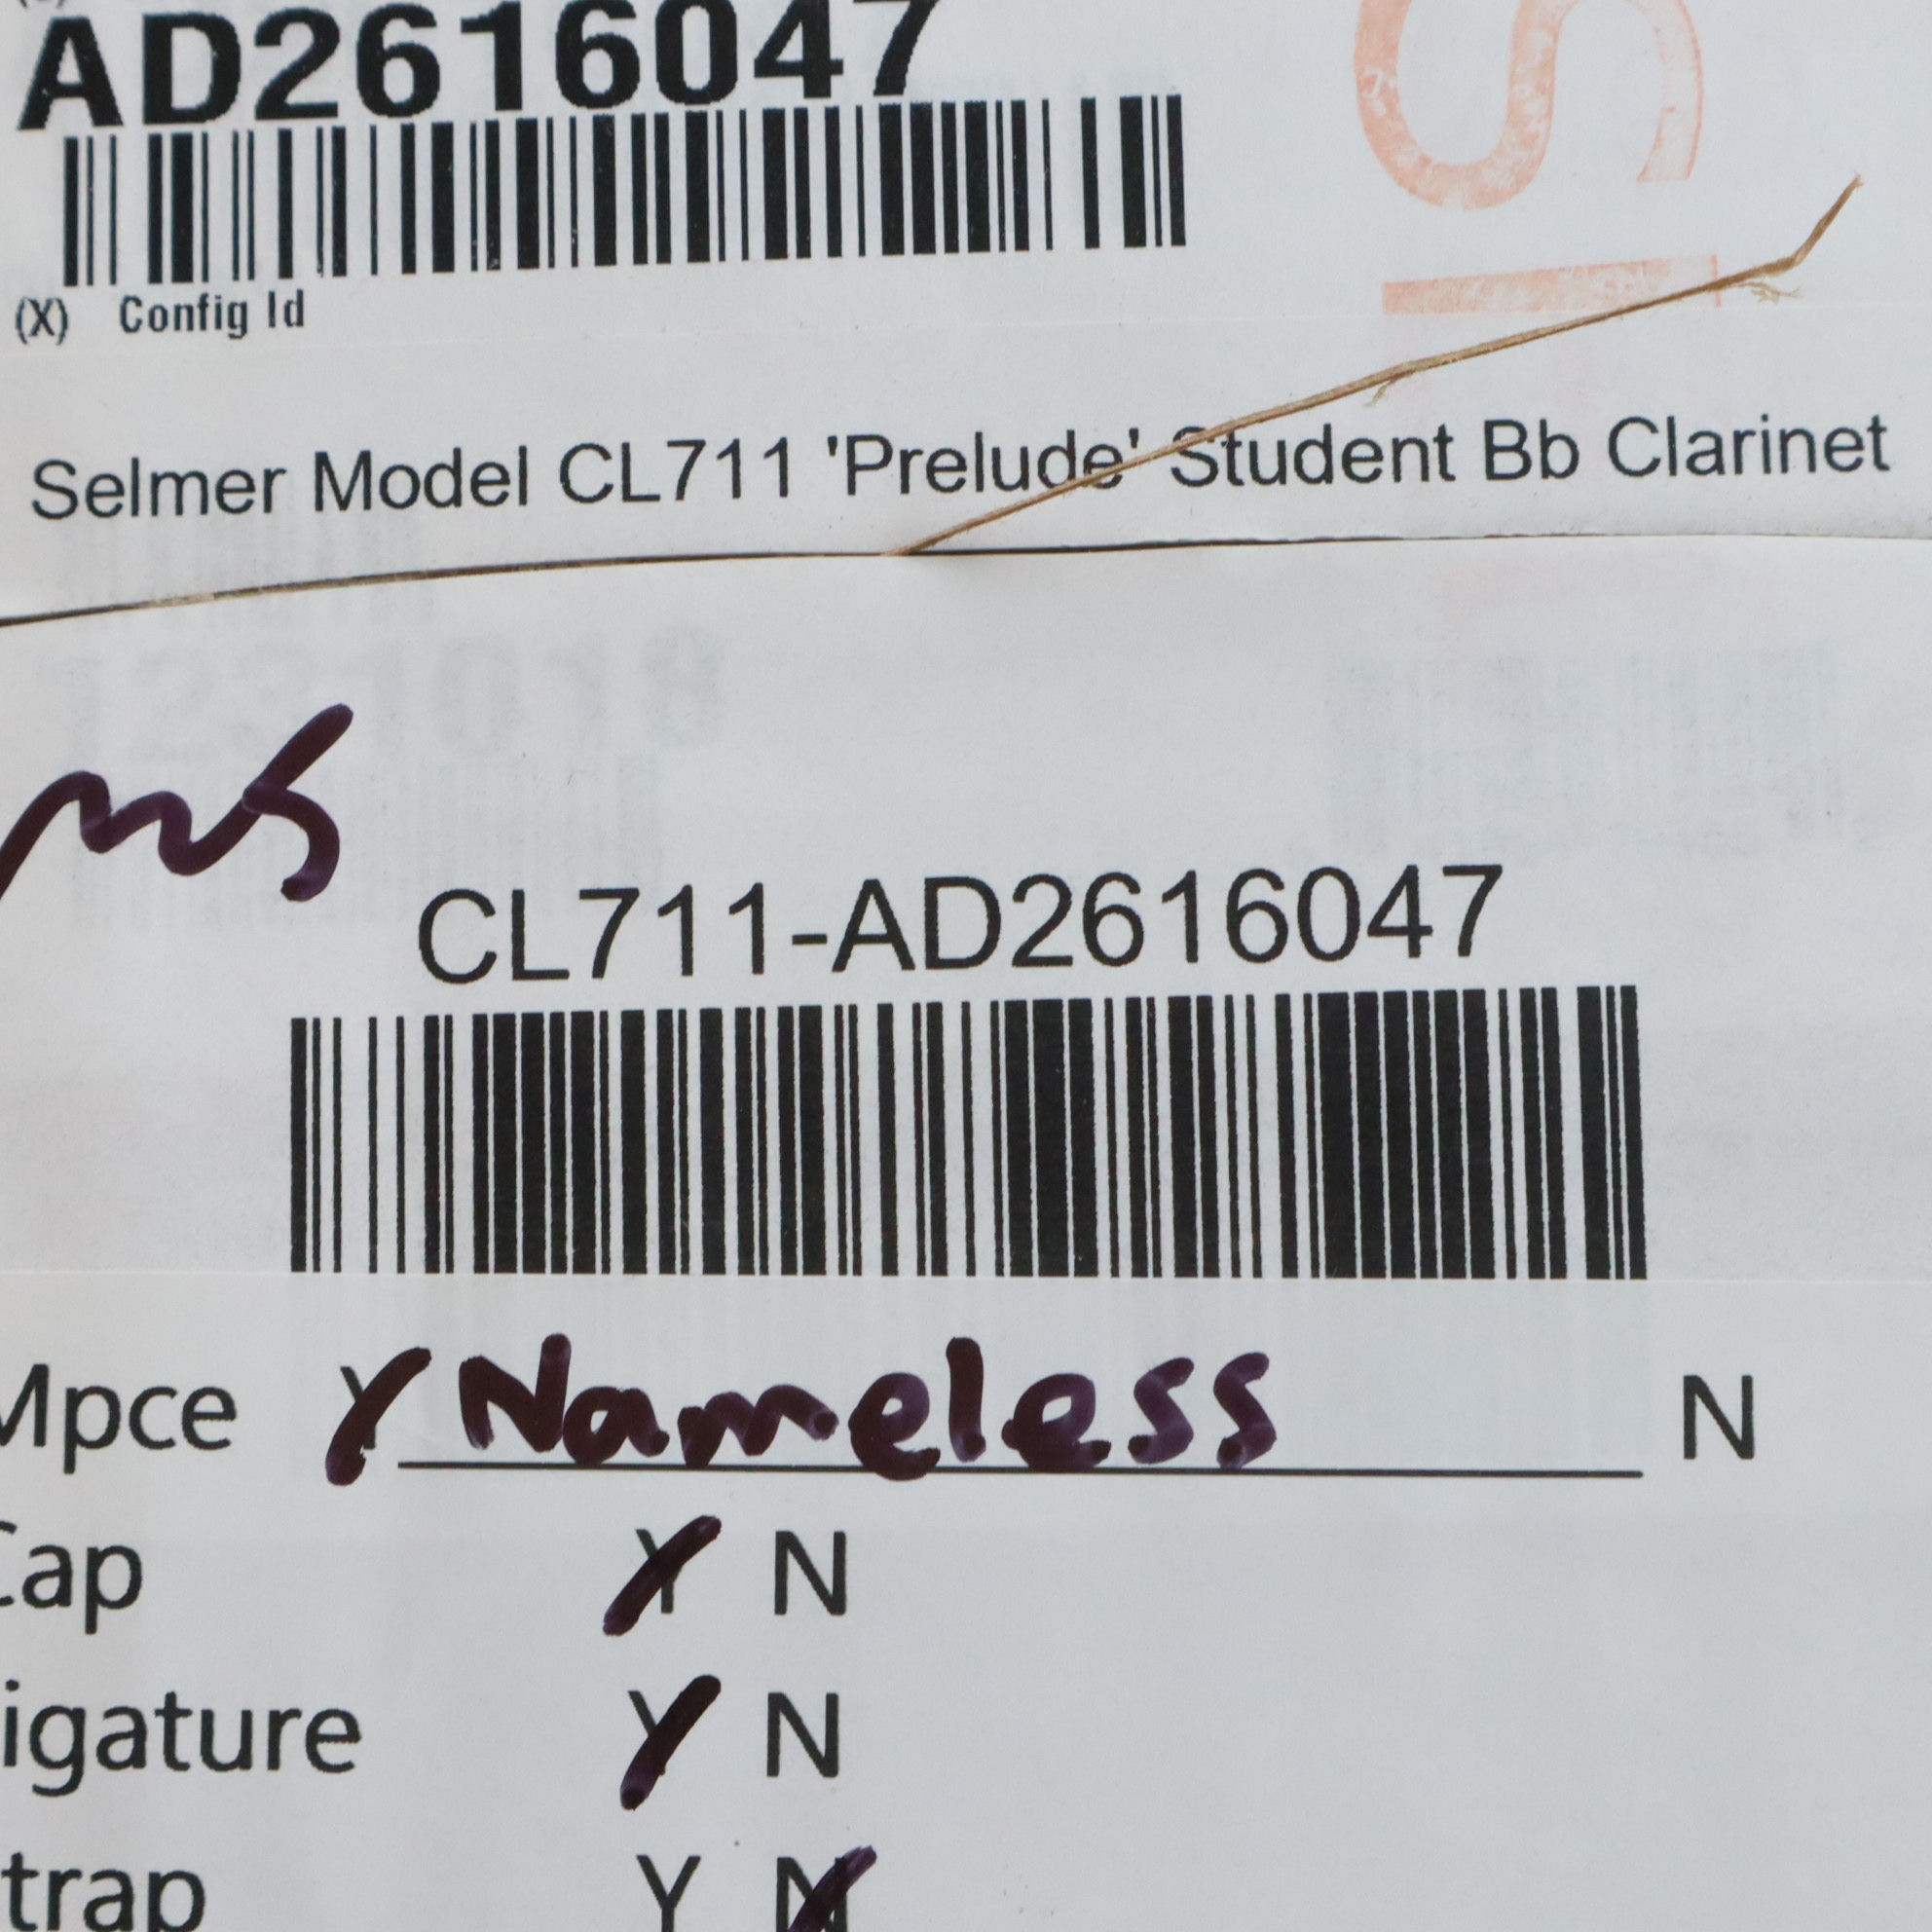 AD2616047
(X) Config Id
Selmer Model CL711 'Prelude' Student Bb Clarinet
CL711-AD2616047
Mpce Y Nameless N
Cap Y N
igature Y N
trap Y N